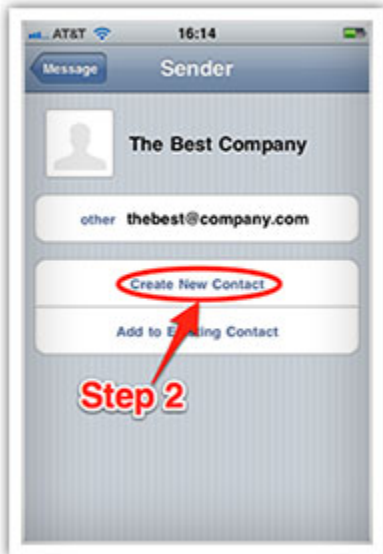 AT&T 16:14
Message Sender
The Best Company
other thebest@company.com
Create New Contact
Add to Existing Contact
Step 2